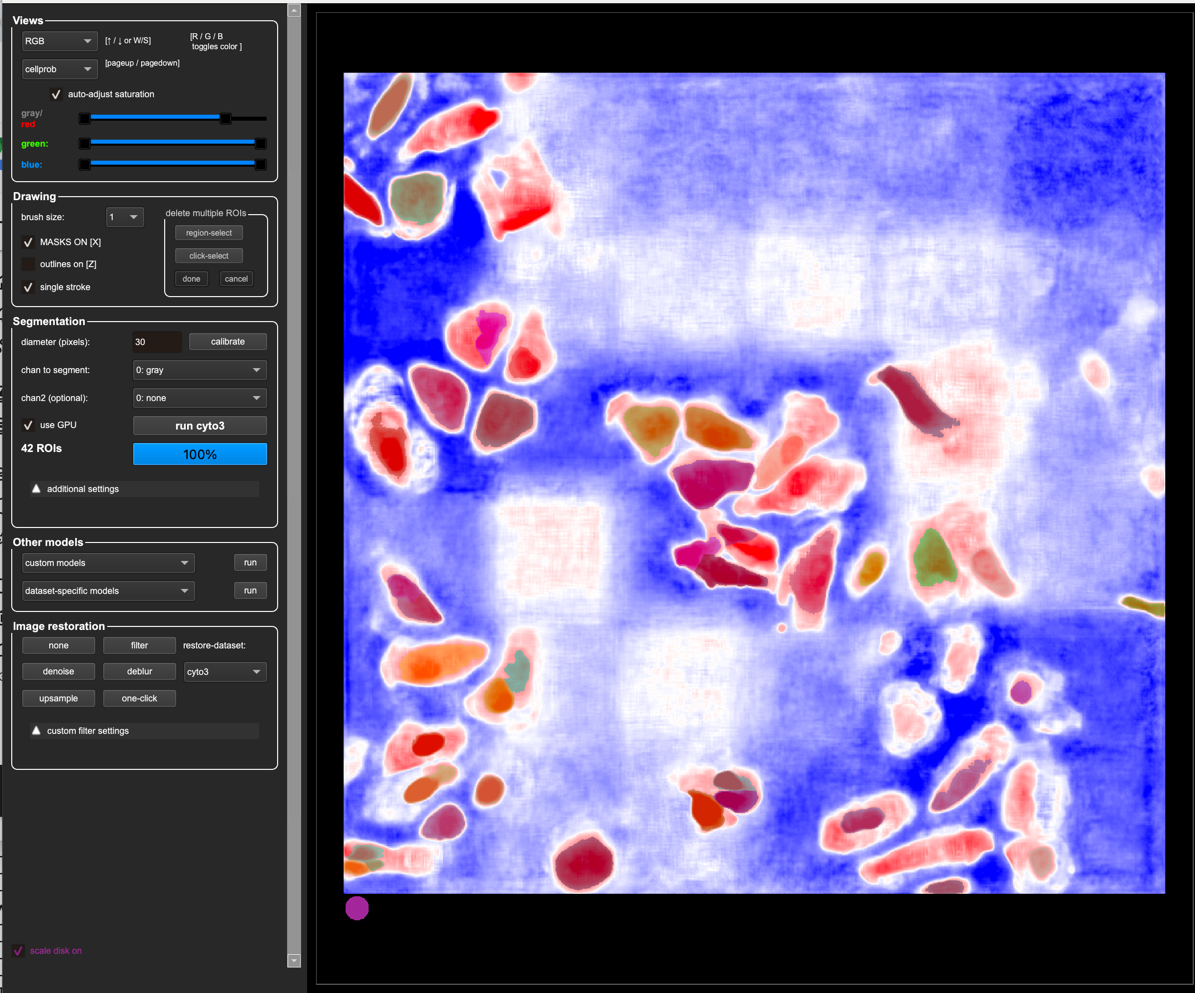 Views
RGB
[↑ / ↓ or W/S]
[R / G / B
toggles color ]
cellprob
[pageup / pagedown]
auto-adjust saturation
gray/
red
green:
blue:
Drawing
brush size:
1
delete multiple ROIs
region-select
MASKS ON [X]
click-select
outlines on [Z]
done
cancel
single stroke
Segmentation
diameter (pixels):
30
calibrate
chan to segment:
0: gray
chan2 (optional):
0: none
use GPU
run cyto3
42 ROIs
100%
additional settings
Other models
custom models
run
dataset-specific models
run
Image restoration
none
filter
restore-dataset:
denoise
deblur
cyto3
upsample
one-click
custom filter settings
scale disk on